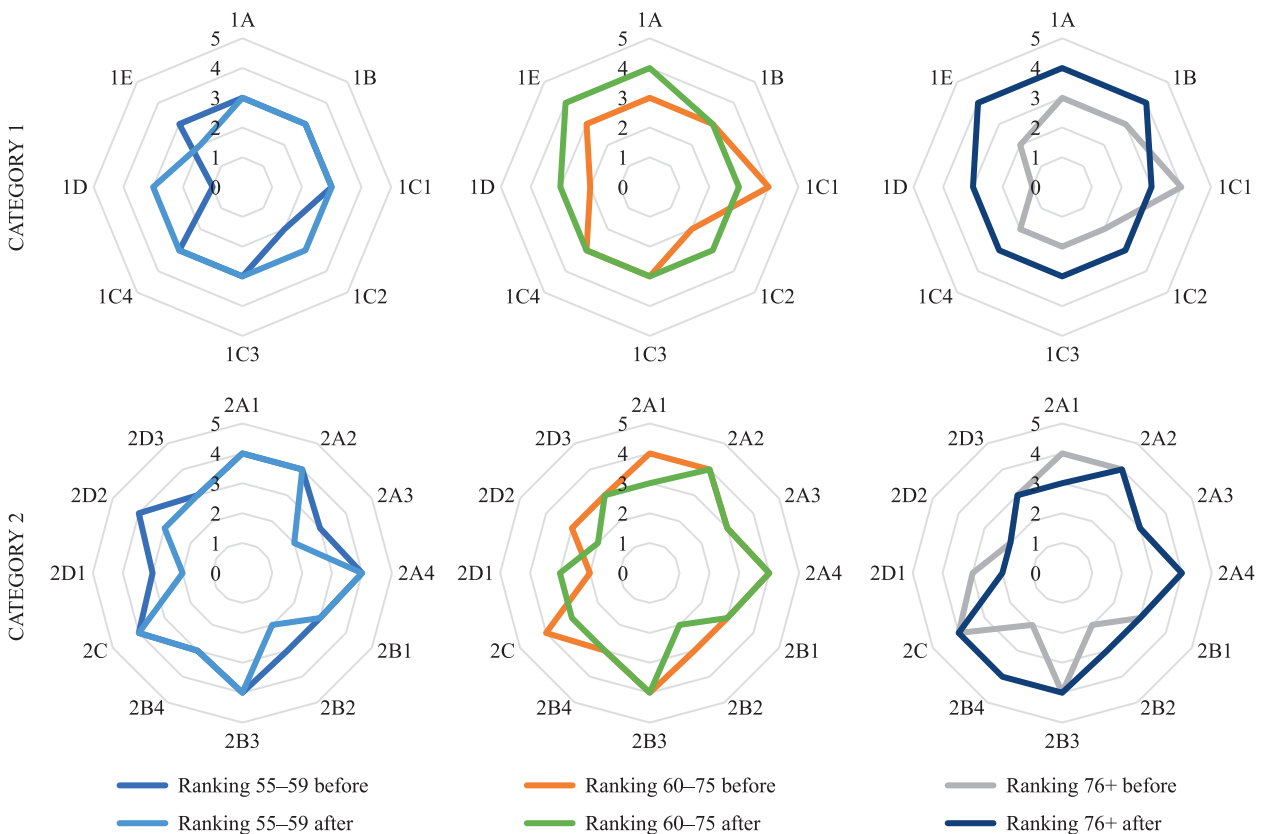 CATEGORY 1
1A
1B
1C1
1C2
1C3
1C4
1D
1E
5
4
3
2
1
0
1A
1B
1C1
1C2
1C3
1C4
1D
1E
5
4
3
2
1
0
1A
1B
1C1
1C2
1C3
1C4
1D
1E
5
4
3
2
1
0
CATEGORY 2
2A1
2A2
2A3
2A4
2B1
2B2
2B3
2B4
2C
2D1
2D2
2D3
5
4
3
2
1
0
2A1
2A2
2A3
2A4
2B1
2B2
2B3
2B4
2C
2D1
2D2
2D3
5
4
3
2
1
0
2A1
2A2
2A3
2A4
2B1
2B2
2B3
2B4
2C
2D1
2D2
2D3
5
4
3
2
1
0
Ranking 55–59 before
Ranking 55–59 after
Ranking 60–75 before
Ranking 60–75 after
Ranking 76+ before
Ranking 76+ after